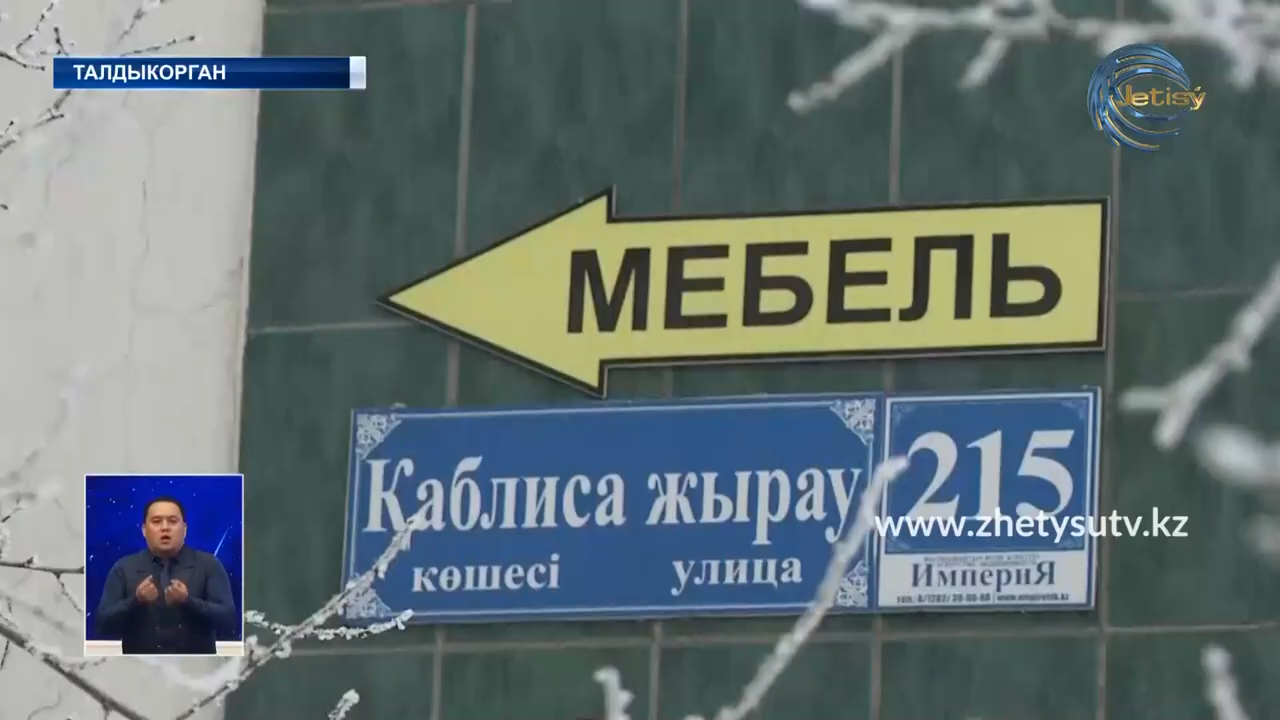 ТАЛДЫКОРГАН
Jetisý
МЕБЕЛЬ
Каблиса жырау
көшесі улица
215
www.zhetysutv.kz
ИмпериЯ